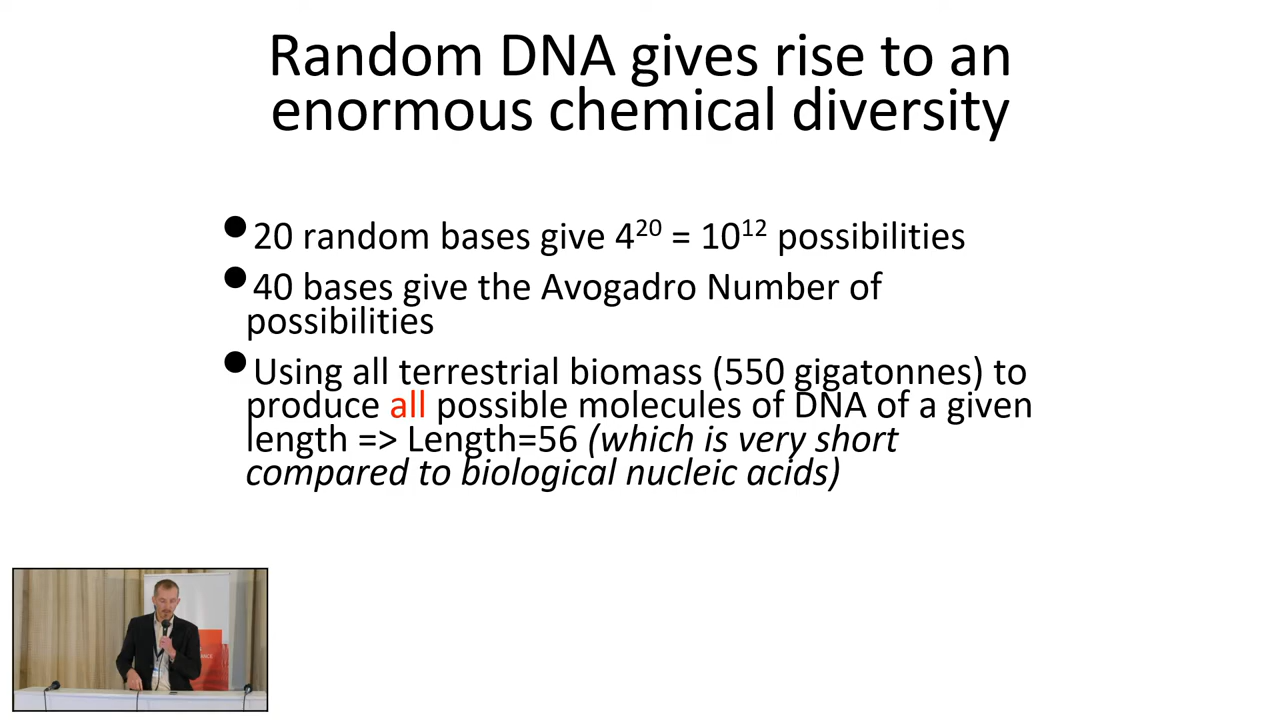 Random DNA gives rise to an
enormous chemical diversity
●20 random bases give 4²⁰ = 10¹² possibilities
●40 bases give the Avogadro Number of
possibilities
●Using all terrestrial biomass (550 gigatonnes) to
produce all possible molecules of DNA of a given
length => Length=56 (which is very short
compared to biological nucleic acids)